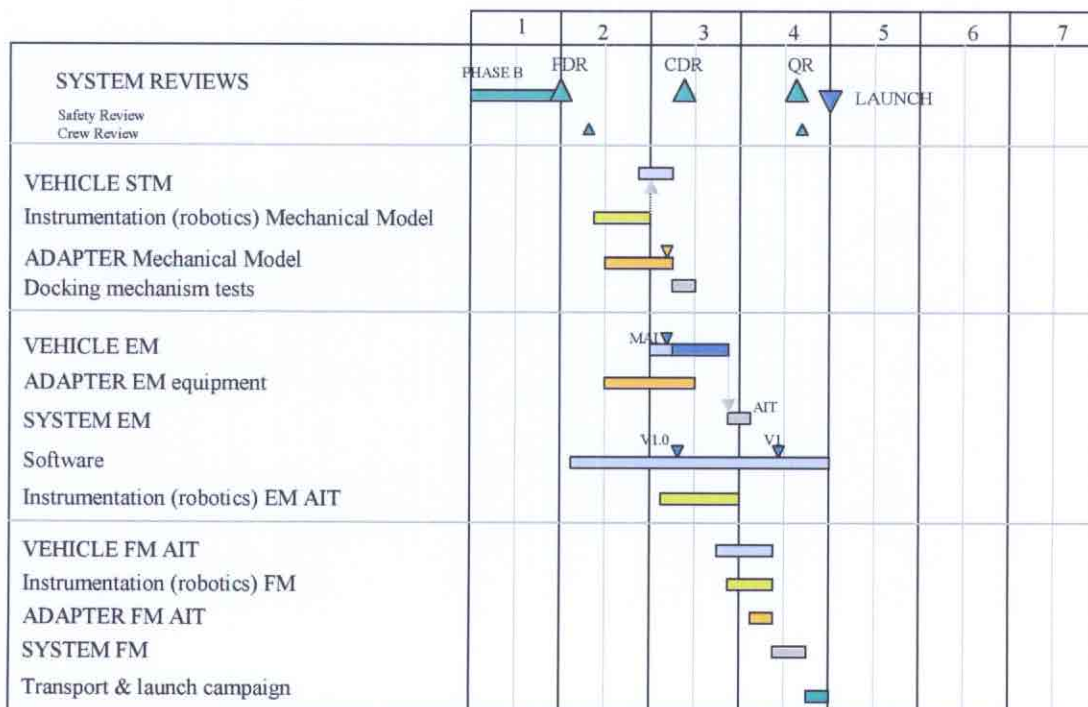 1 2 3 4 5 6 7
SYSTEM REVIEWS
PHASE B PDR CDR QR
LAUNCH
Safety Review
Crew Review
VEHICLE STM
Instrumentation (robotics) Mechanical Model
ADAPTER Mechanical Model
Docking mechanism tests
VEHICLE EM
MAI
ADAPTER EM equipment
SYSTEM EM
AIT
Software
V1.0 V1
Instrumentation (robotics) EM AIT
VEHICLE FM AIT
Instrumentation (robotics) FM
ADAPTER FM AIT
SYSTEM FM
Transport & launch campaign